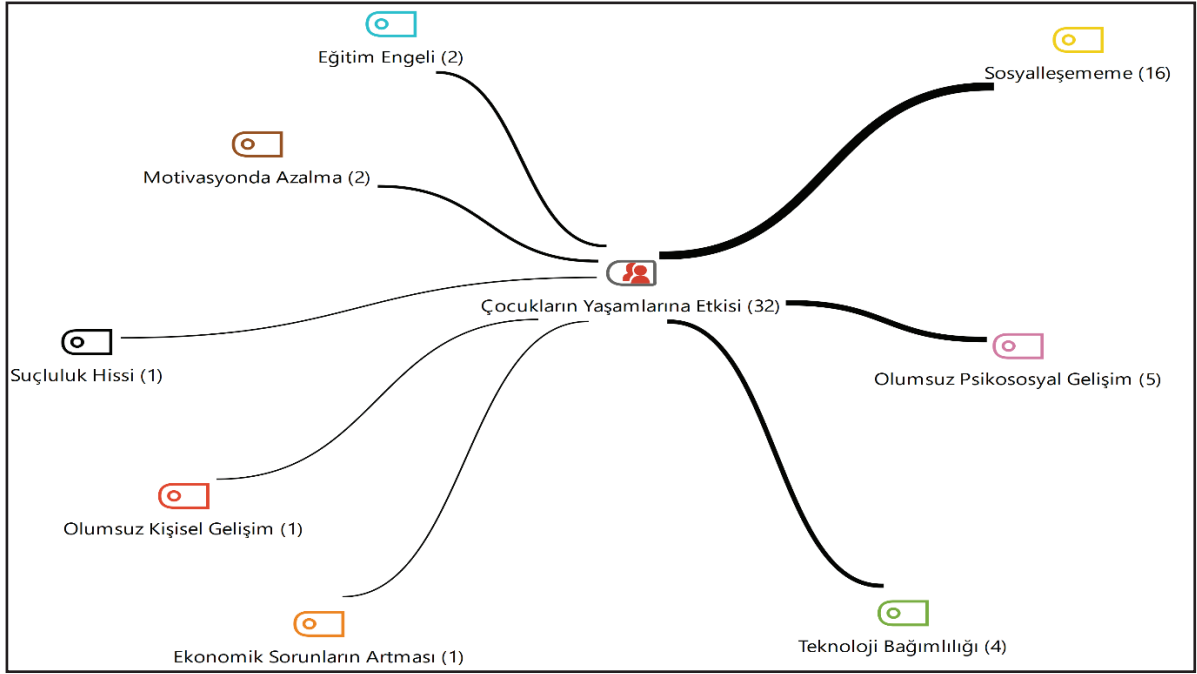 Eğitim Engeli (2)
Sosyalleşememe (16)
Motivasyonda Azalma (2)
Çocukların Yaşamlarına Etkisi (32)
Suçluluk Hissi (1)
Olumsuz Psikososyal Gelişim (5)
Olumsuz Kişisel Gelişim (1)
Teknoloji Bağımlılığı (4)
Ekonomik Sorunların Artması (1)